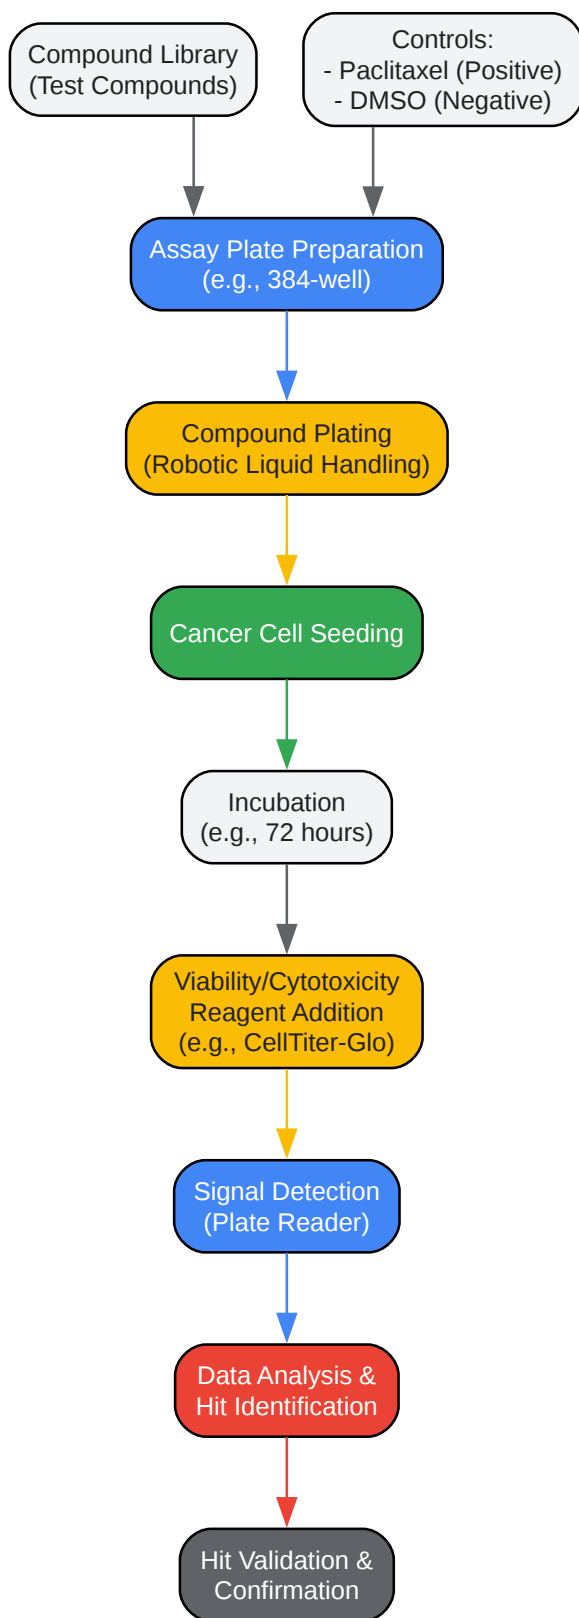 Compound Library
(Test Compounds)
Controls:
- Paclitaxel (Positive)
- DMSO (Negative)
Assay Plate Preparation
(e.g., 384-well)
Compound Plating
(Robotic Liquid Handling)
Cancer Cell Seeding
Incubation
(e.g., 72 hours)
Viability/Cytotoxicity
Reagent Addition
(e.g., CellTiter-Glo)
Signal Detection
(Plate Reader)
Data Analysis &
Hit Identification
Hit Validation &
Confirmation